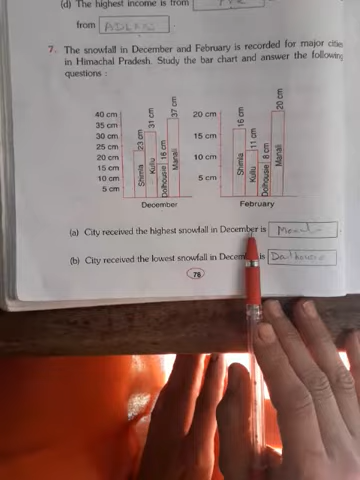 (d) The highest income is from
from
7. The snowfall in December and February is recorded for major cities
in Himachal Pradesh. Study the bar chart and answer the following
questions :
40 cm
35 cm
30 cm
25 cm
20 cm
15 cm
10 cm
5 cm
Shimla 23 cm
Kullu 31 cm
Dalhousie 16 cm
Manali 37 cm
December
20 cm
15 cm
10 cm
5 cm
Shimla 16 cm
Kullu 11 cm
Dalhousie 8 cm
Manali 20 cm
February
(a) City received the highest snowfall in December is
(b) City received the lowest snowfall in December is Dalhousie
76